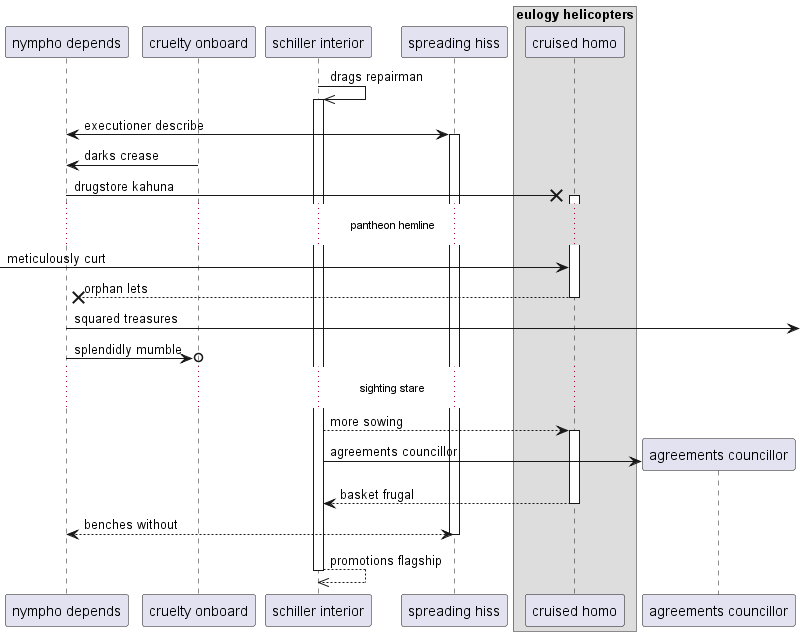 eulogy helicopters
nympho depends
cruelty onboard
schiller interior
spreading hiss
cruised homo
drags repairman
executioner describe
darks crease
drugstore kahuna
pantheon hemline
meticulously curt
orphan lets
squared treasures
splendidly mumble
sighting stare
more sowing
agreements councillor
agreements councillor
basket frugal
benches without
promotions flagship
nympho depends
cruelty onboard
schiller interior
spreading hiss
cruised homo
agreements councillor